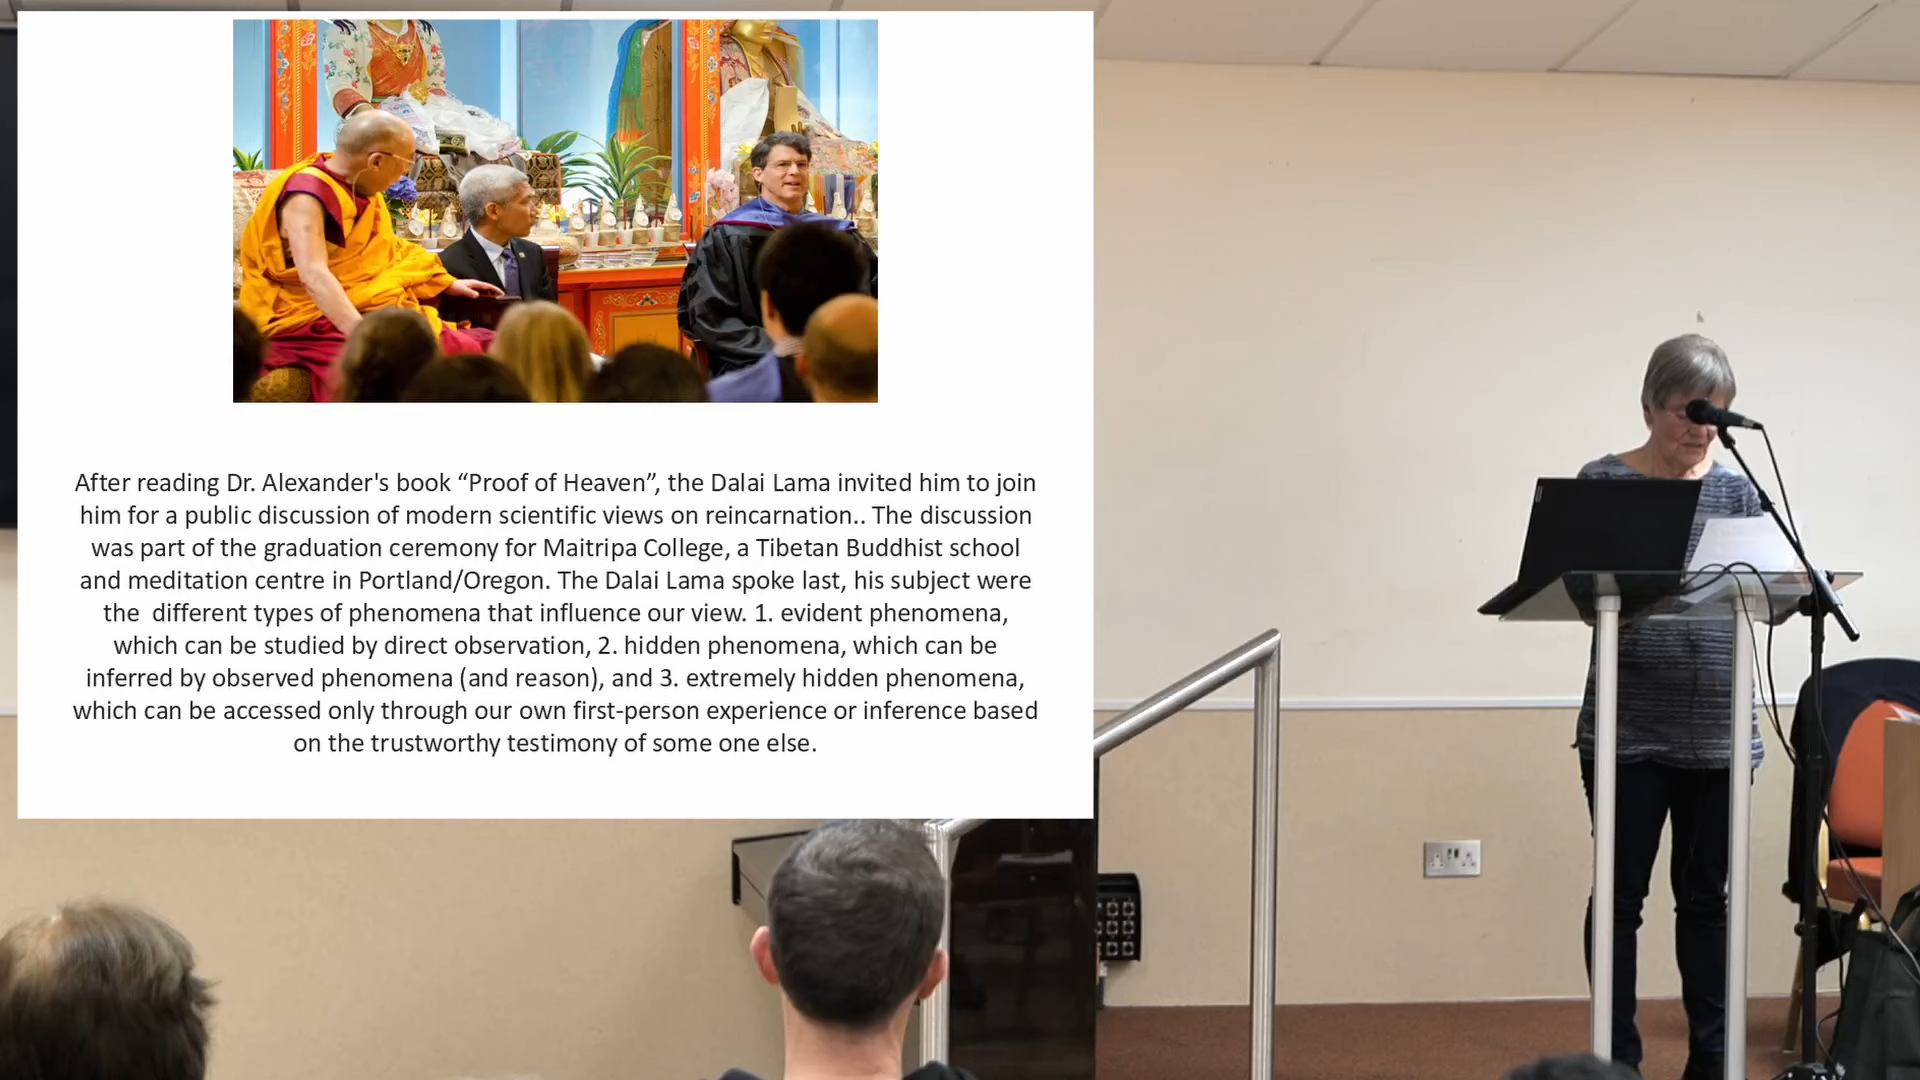 After reading Dr. Alexander's book “Proof of Heaven”, the Dalai Lama invited him to join
him for a public discussion of modern scientific views on reincarnation.. The discussion
was part of the graduation ceremony for Maitripa College, a Tibetan Buddhist school
and meditation centre in Portland/Oregon. The Dalai Lama spoke last, his subject were
the  different types of phenomena that influence our view. 1. evident phenomena,
which can be studied by direct observation, 2. hidden phenomena, which can be
inferred by observed phenomena (and reason), and 3. extremely hidden phenomena,
which can be accessed only through our own first-person experience or inference based
on the trustworthy testimony of some one else.